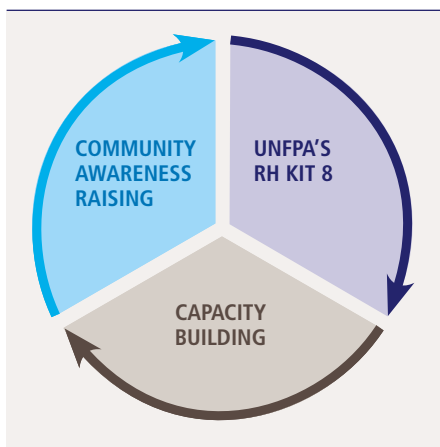 COMMUNITY
AWARENESS
RAISING
UNFPA'S
RH KIT 8
CAPACITY
BUILDING